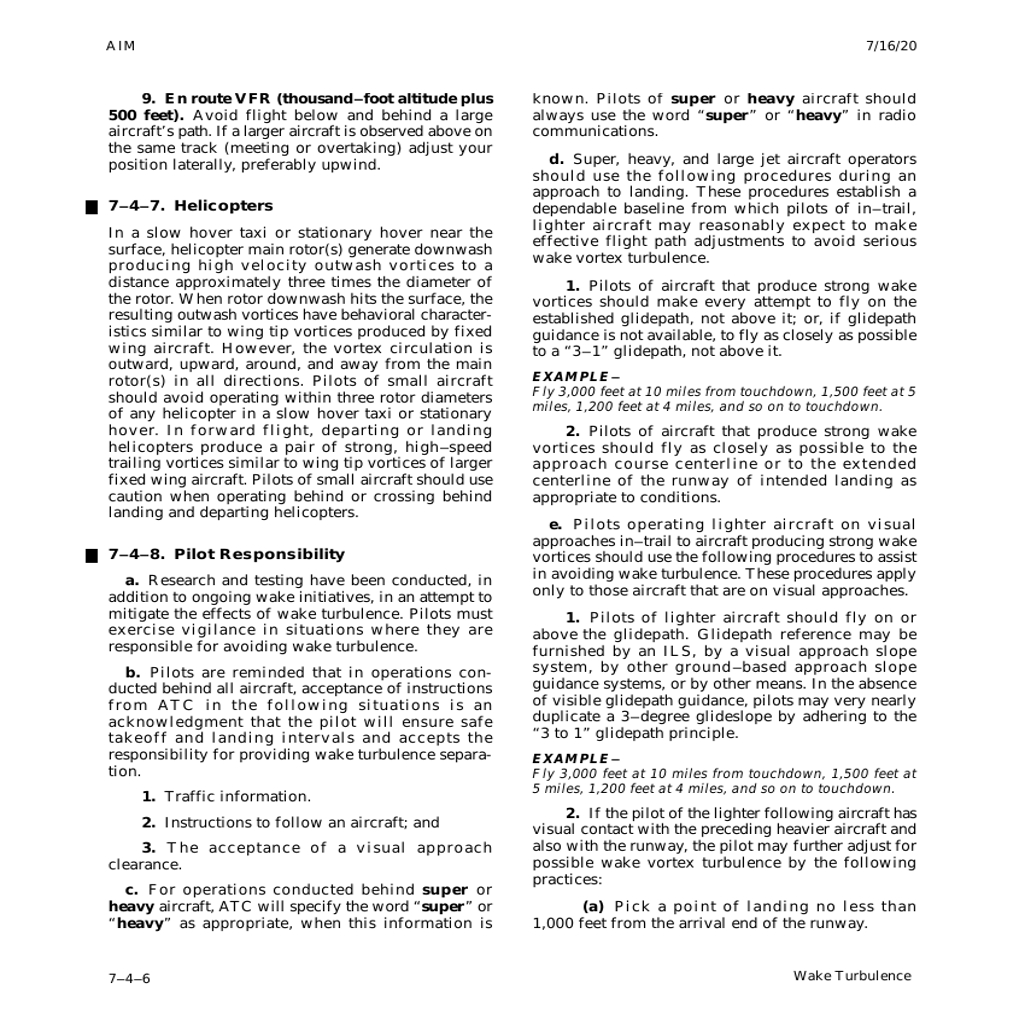 AIM
7/16/20
9. En route VFR (thousand–foot altitude plus
500 feet). Avoid flight below and behind a large
aircraft's path. If a larger aircraft is observed above on
the same track (meeting or overtaking) adjust your
position laterally, preferably upwind.
7–4–7. Helicopters
In a slow hover taxi or stationary hover near the
surface, helicopter main rotor(s) generate downwash
producing high velocity outwash vortices to a
distance approximately three times the diameter of
the rotor. When rotor downwash hits the surface, the
resulting outwash vortices have behavioral character-
istics similar to wing tip vortices produced by fixed
wing aircraft. However, the vortex circulation is
outward, upward, around, and away from the main
rotor(s) in all directions. Pilots of small aircraft
should avoid operating within three rotor diameters
of any helicopter in a slow hover taxi or stationary
hover. In forward flight, departing or landing
helicopters produce a pair of strong, high–speed
trailing vortices similar to wing tip vortices of larger
fixed wing aircraft. Pilots of small aircraft should use
caution when operating behind or crossing behind
landing and departing helicopters.
7–4–8. Pilot Responsibility
a. Research and testing have been conducted, in
addition to ongoing wake initiatives, in an attempt to
mitigate the effects of wake turbulence. Pilots must
exercise vigilance in situations where they are
responsible for avoiding wake turbulence.
b. Pilots are reminded that in operations con-
ducted behind all aircraft, acceptance of instructions
from ATC in the following situations is an
acknowledgment that the pilot will ensure safe
takeoff and landing intervals and accepts the
responsibility for providing wake turbulence separa-
tion.
1. Traffic information.
2. Instructions to follow an aircraft; and
3. The acceptance of a visual approach
clearance.
c. For operations conducted behind super or
heavy aircraft, ATC will specify the word “super” or
“heavy” as appropriate, when this information is
known. Pilots of super or heavy aircraft should
always use the word “super” or “heavy” in radio
communications.
d. Super, heavy, and large jet aircraft operators
should use the following procedures during an
approach to landing. These procedures establish a
dependable baseline from which pilots of in–trail,
lighter aircraft may reasonably expect to make
effective flight path adjustments to avoid serious
wake vortex turbulence.
1. Pilots of aircraft that produce strong wake
vortices should make every attempt to fly on the
established glidepath, not above it; or, if glidepath
guidance is not available, to fly as closely as possible
to a “3–1” glidepath, not above it.
EXAMPLE–
Fly 3,000 feet at 10 miles from touchdown, 1,500 feet at 5
miles, 1,200 feet at 4 miles, and so on to touchdown.
2. Pilots of aircraft that produce strong wake
vortices should fly as closely as possible to the
approach course centerline or to the extended
centerline of the runway of intended landing as
appropriate to conditions.
e. Pilots operating lighter aircraft on visual
approaches in–trail to aircraft producing strong wake
vortices should use the following procedures to assist
in avoiding wake turbulence. These procedures apply
only to those aircraft that are on visual approaches.
1. Pilots of lighter aircraft should fly on or
above the glidepath. Glidepath reference may be
furnished by an ILS, by a visual approach slope
system, by other ground–based approach slope
guidance systems, or by other means. In the absence
of visible glidepath guidance, pilots may very nearly
duplicate a 3–degree glideslope by adhering to the
“3 to 1” glidepath principle.
EXAMPLE–
Fly 3,000 feet at 10 miles from touchdown, 1,500 feet at
5 miles, 1,200 feet at 4 miles, and so on to touchdown.
2. If the pilot of the lighter following aircraft has
visual contact with the preceding heavier aircraft and
also with the runway, the pilot may further adjust for
possible wake vortex turbulence by the following
practices:
(a) Pick a point of landing no less than
1,000 feet from the arrival end of the runway.
7–4–6
Wake Turbulence